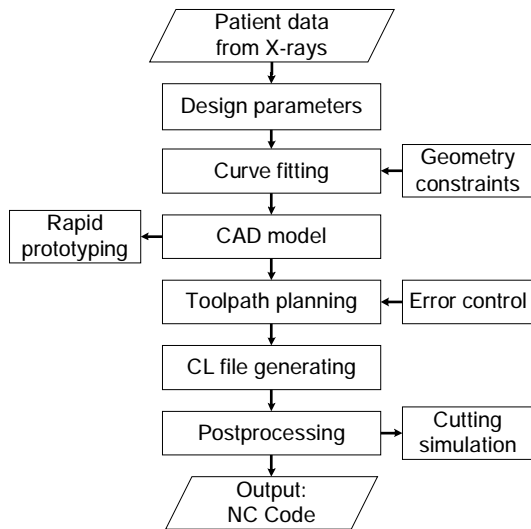 Patient data
from X-rays
Design parameters
Curve fitting
Geometry
constraints
Rapid
prototyping
CAD model
Toolpath planning
Error control
CL file generating
Postprocessing
Cutting
simulation
Output:
NC Code